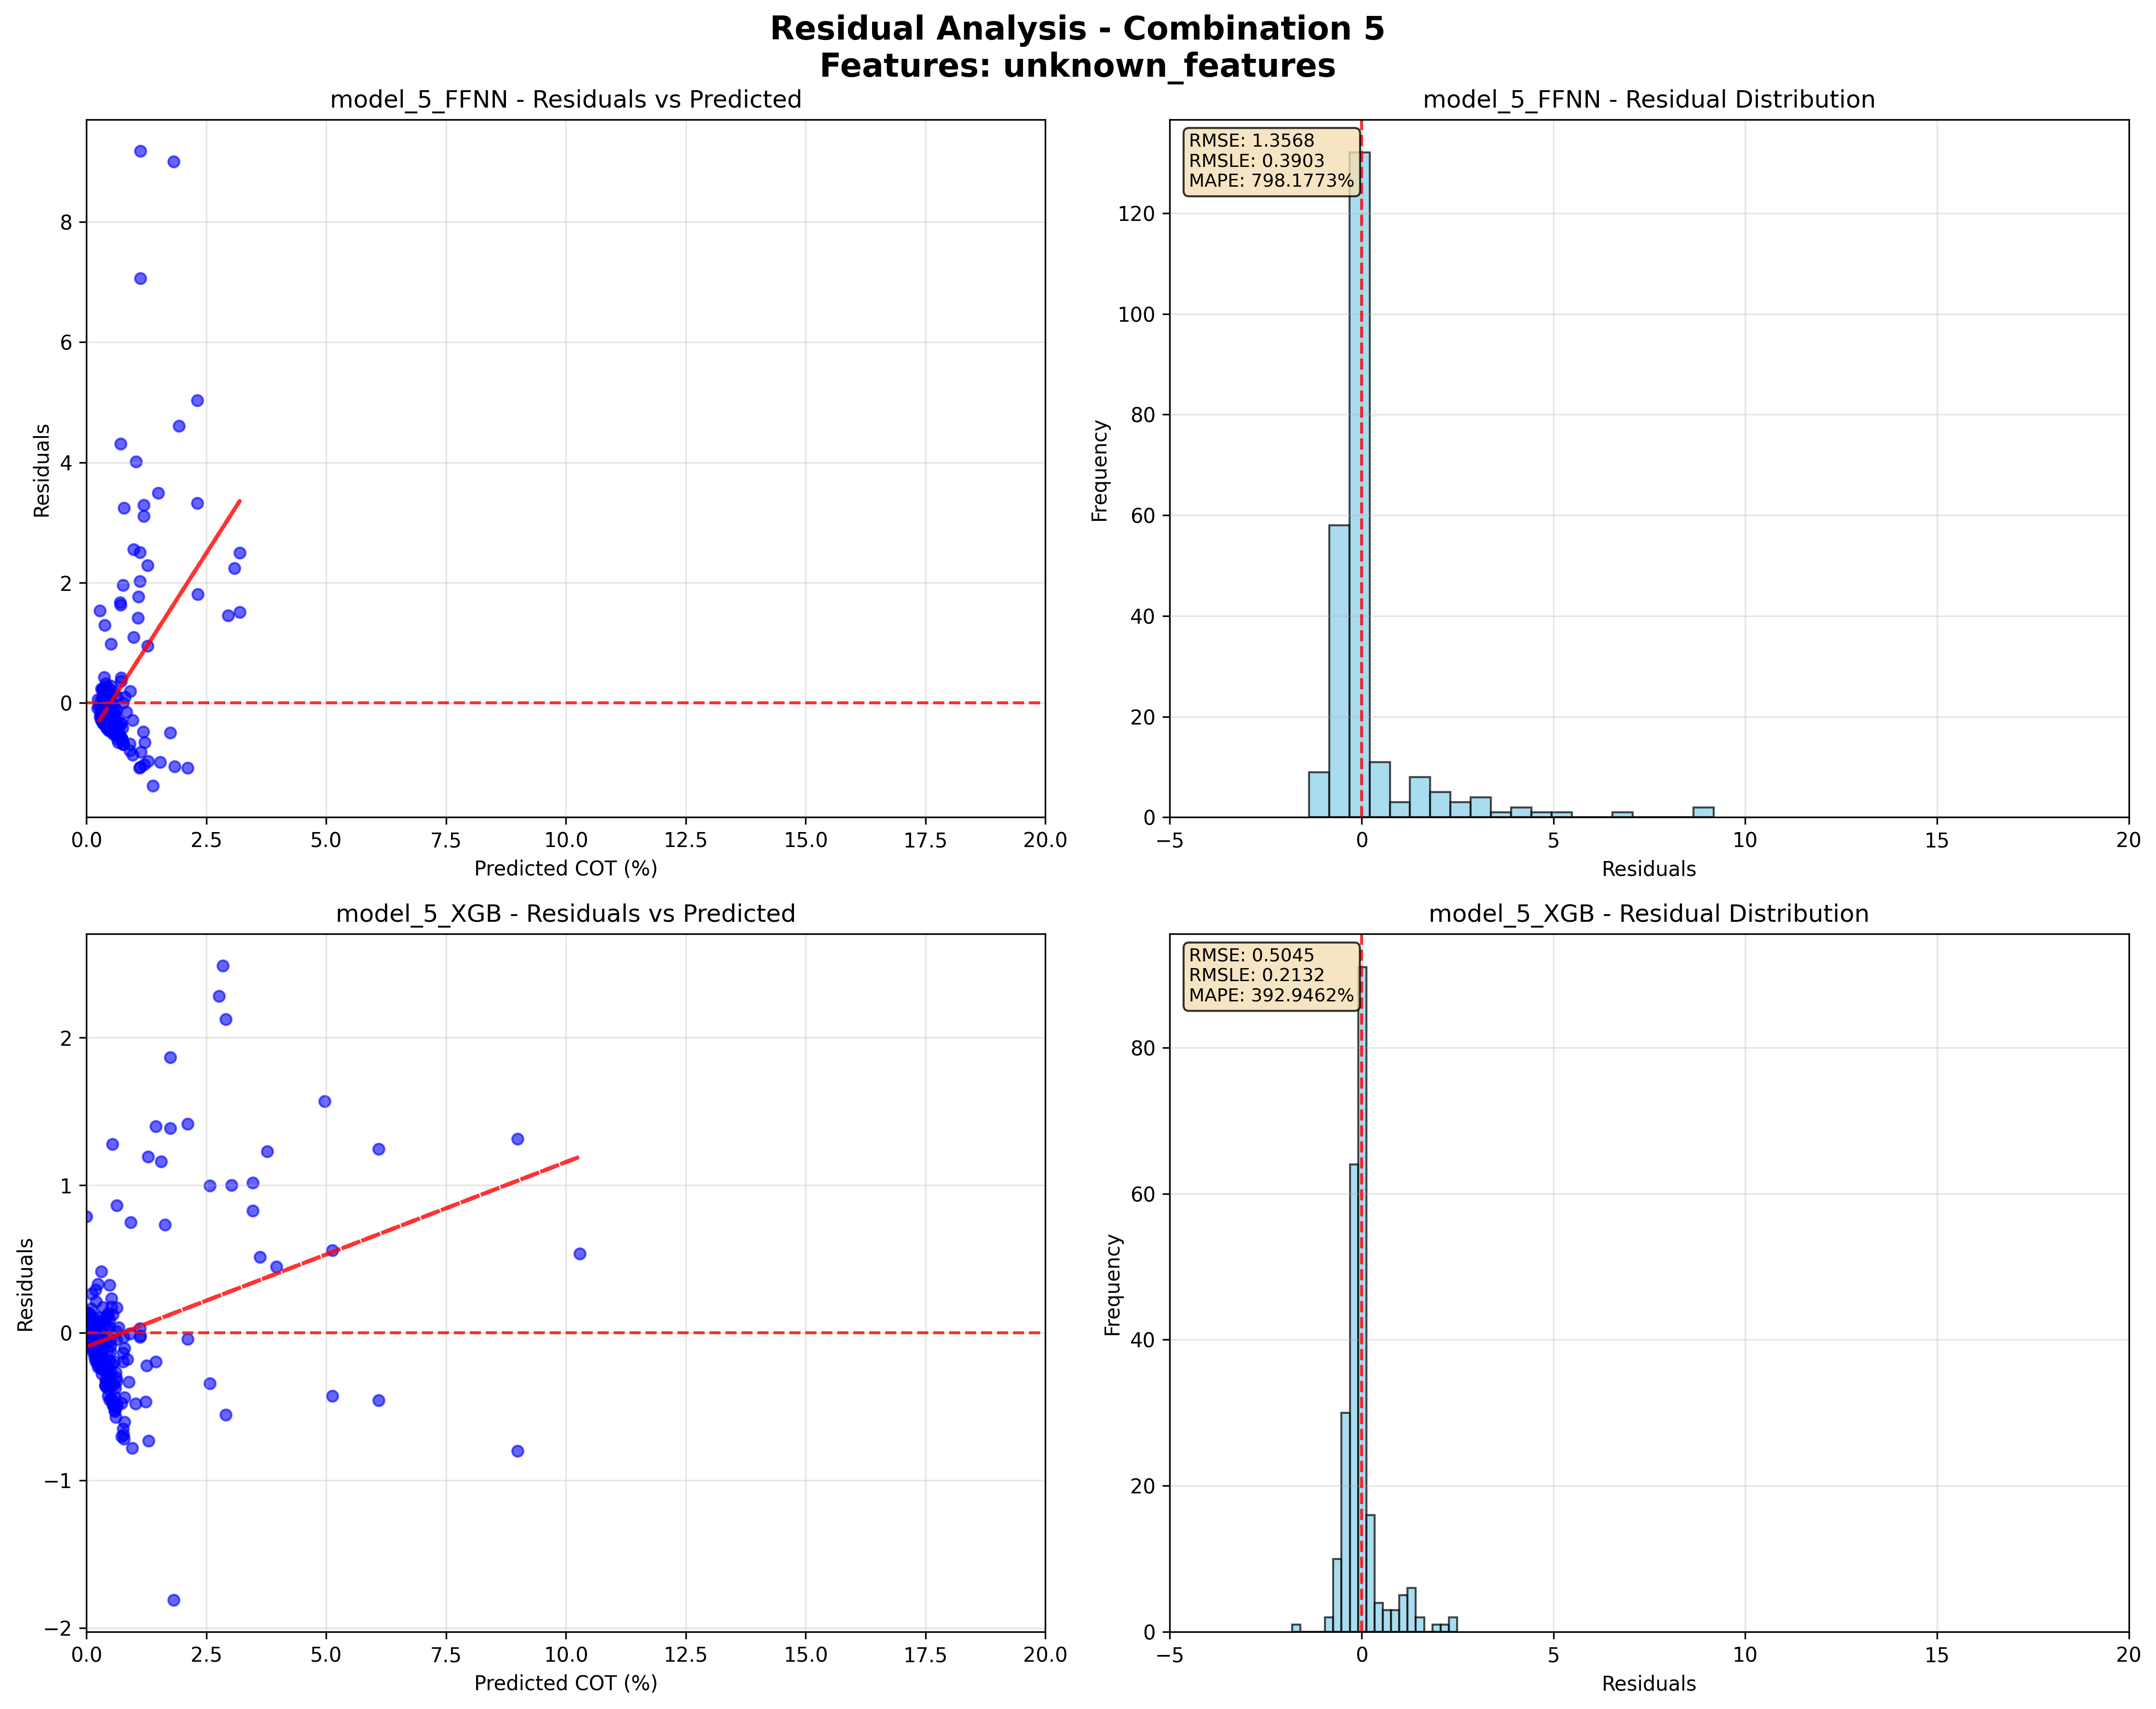 Residual Analysis - Combination 5
Features: unknown_features
model_5_FFNN - Residuals vs Predicted
Residuals
8
6
4
2
0
0.0 2.5 5.0 7.5 10.0 12.5 15.0 17.5 20.0
Predicted COT (%)
model_5_FFNN - Residual Distribution
RMSE: 1.3568
RMSLE: 0.3903
MAPE: 798.1773%
Frequency
120
100
80
60
40
20
0
−5 0 5 10 15 20
Residuals
model_5_XGB - Residuals vs Predicted
Residuals
2
1
0
−1
−2
0.0 2.5 5.0 7.5 10.0 12.5 15.0 17.5 20.0
Predicted COT (%)
model_5_XGB - Residual Distribution
RMSE: 0.5045
RMSLE: 0.2132
MAPE: 392.9462%
Frequency
80
60
40
20
0
−5 0 5 10 15 20
Residuals